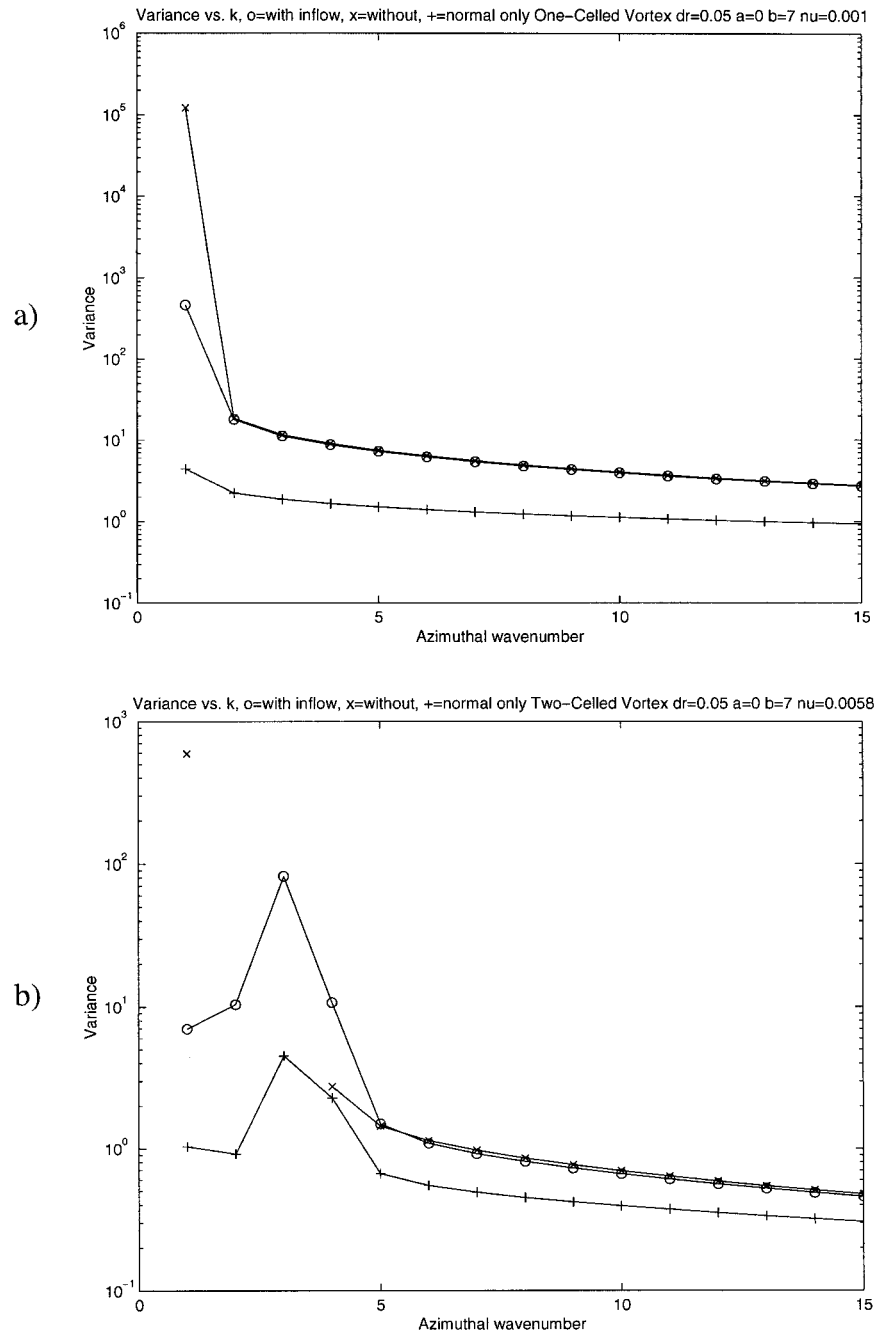 Variance vs. k, o=with inflow, x=without, +=normal only One-Celled Vortex dr=0.05 a=0 b=7 nu=0.001
10^6
10^5
10^4
10^3
10^2
10^1
10^0
10^-1
Variance
a)
0
5
10
15
Azimuthal wavenumber
Variance vs. k, o=with inflow, x=without, +=normal only Two-Celled Vortex dr=0.05 a=0 b=7 nu=0.0058
10^3
10^2
10^1
10^0
10^-1
Variance
b)
0
5
10
15
Azimuthal wavenumber